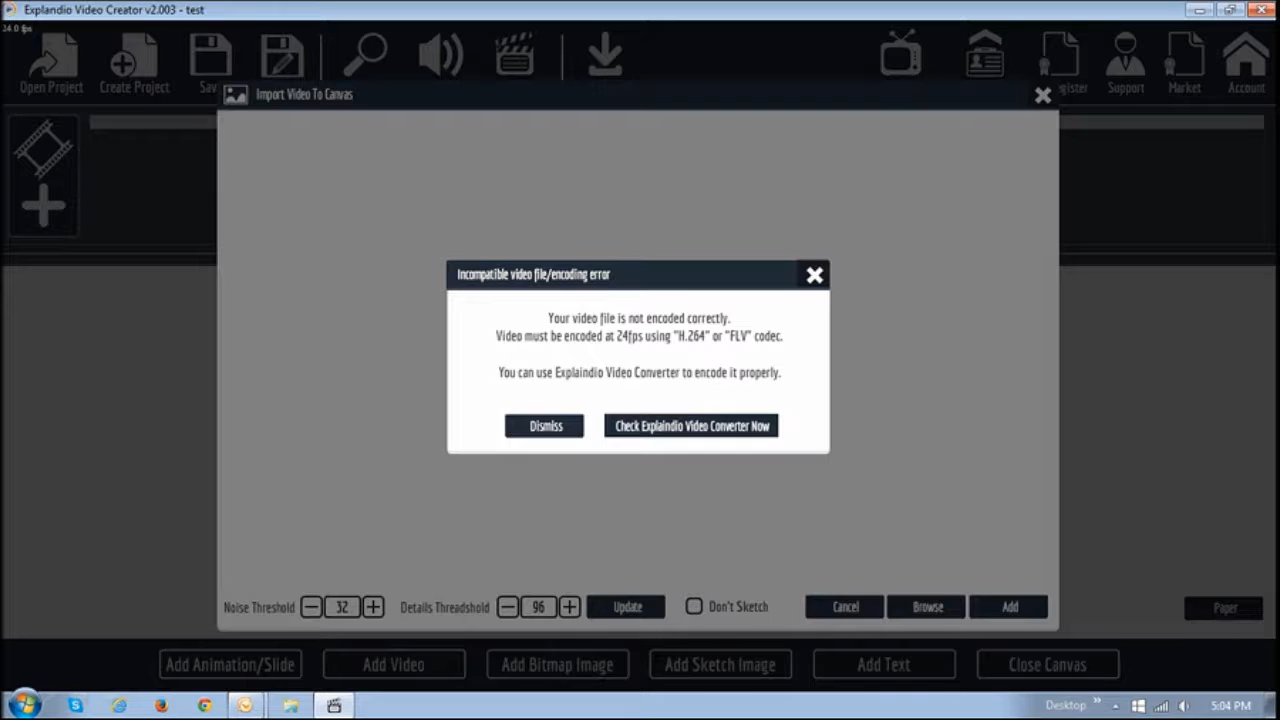 Explandio Video Creator v2.003 - test
24.0 fps
Open Project
Create Project
Sav
gister
Support
Market
Account
Import Video To Canvas
Incompatible video file/encoding error
Your video file is not encoded correctly.
Video must be encoded at 24fps using "H.264" or "FLV" codec.
You can use Explaindio Video Converter to encode it properly.
Dismiss
Check Explaindio Video Converter Now
Noise Threshold
32
Details Threadshold
96
Update
Don't Sketch
Cancel
Browse
Add
Paper
Add Animation/Slide
Add Video
Add Bitmap Image
Add Sketch Image
Add Text
Close Canvas
Desktop
5:04 PM